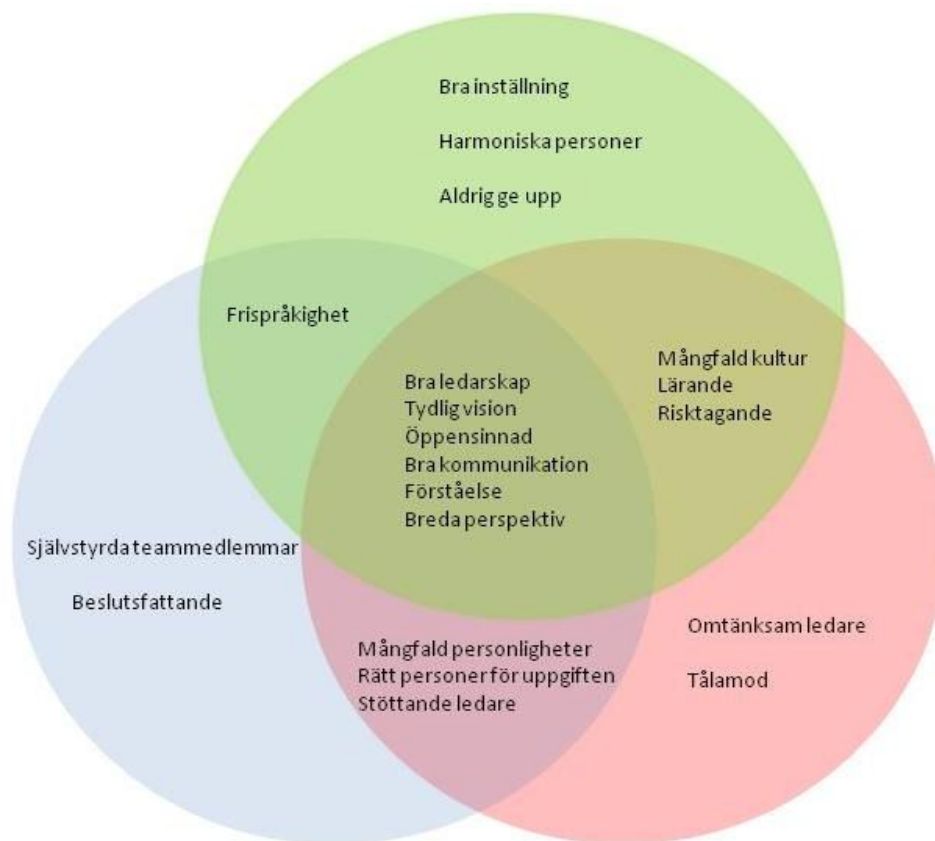 Bra inställning
Harmoniska personer
Aldrig ge upp
Frispråkighet
Mångfald kultur
Lärande
Risktagande
Bra ledarskap
Tydlig vision
Öppensinnad
Bra kommunikation
Förståelse
Breda perspektiv
Självstyrda teammedlemmar
Beslutsfattande
Mångfald personligheter
Rätt personer för uppgiften
Stöttande ledare
Omtänksam ledare
Tålamod